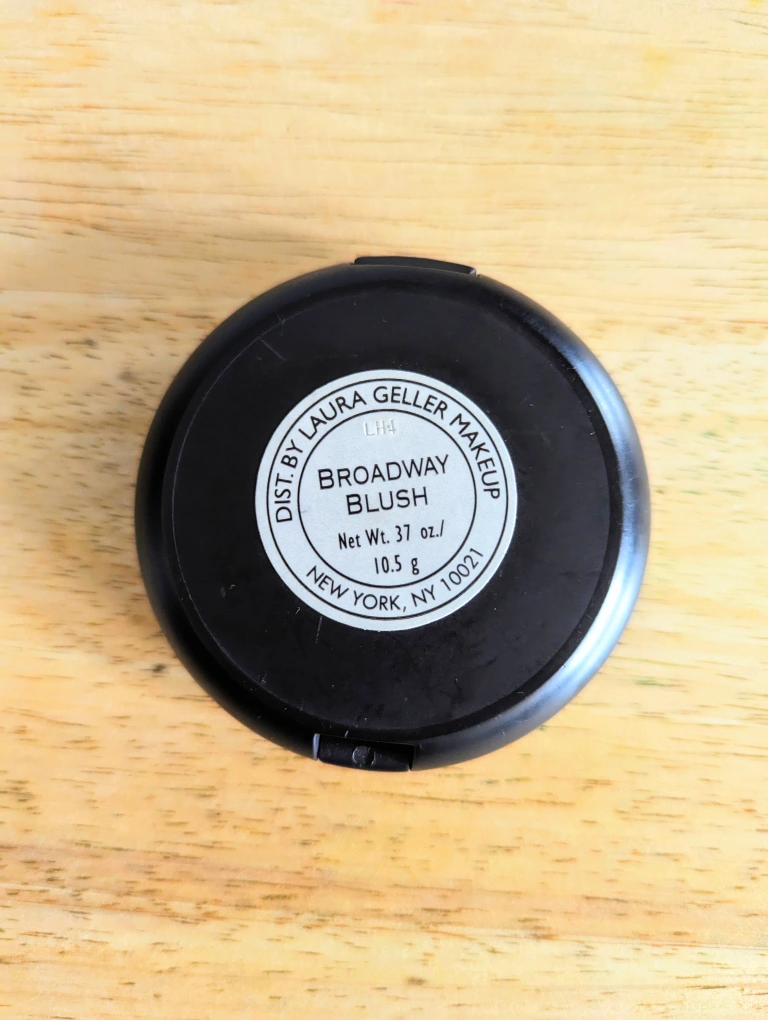 DIST. BY LAURA GELLER MAKEUP
LH4
BROADWAY
BLUSH
Net Wt. 37 oz./
10.5 g
NEW YORK, NY 10021